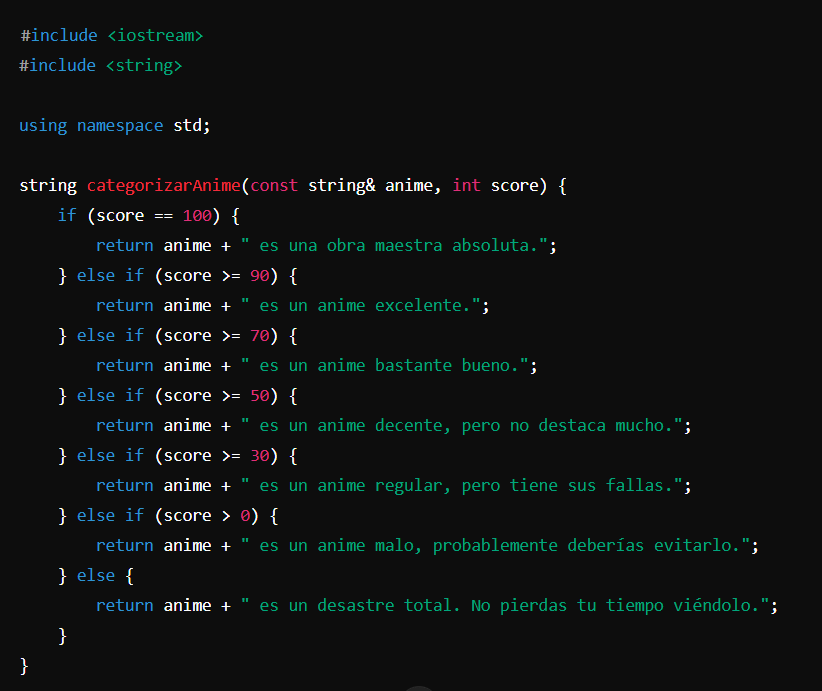 #include <iostream>
#include <string>

using namespace std;

string categorizarAnime(const string& anime, int score) {
    if (score == 100) {
        return anime + " es una obra maestra absoluta.";
    } else if (score >= 90) {
        return anime + " es un anime excelente.";
    } else if (score >= 70) {
        return anime + " es un anime bastante bueno.";
    } else if (score >= 50) {
        return anime + " es un anime decente, pero no destaca mucho.";
    } else if (score >= 30) {
        return anime + " es un anime regular, pero tiene sus fallas.";
    } else if (score > 0) {
        return anime + " es un anime malo, probablemente deberías evitarlo.";
    } else {
        return anime + " es un desastre total. No pierdas tu tiempo viéndolo.";
    }
}